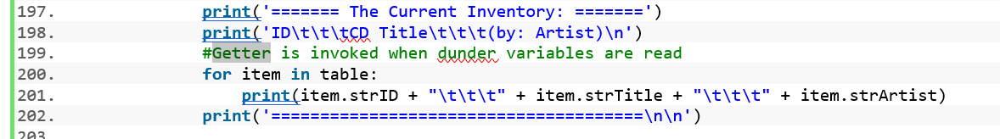 197. print('======= The Current Inventory: =======')
198. print('ID\t\t\tCD Title\t\t\t(by: Artist)\n')
199. #Getter is invoked when dunder variables are read
200. for item in table:
201. print(item.strID + "\t\t\t" + item.strTitle + "\t\t\t" + item.strArtist)
202. print('=====================================\n\n')
203